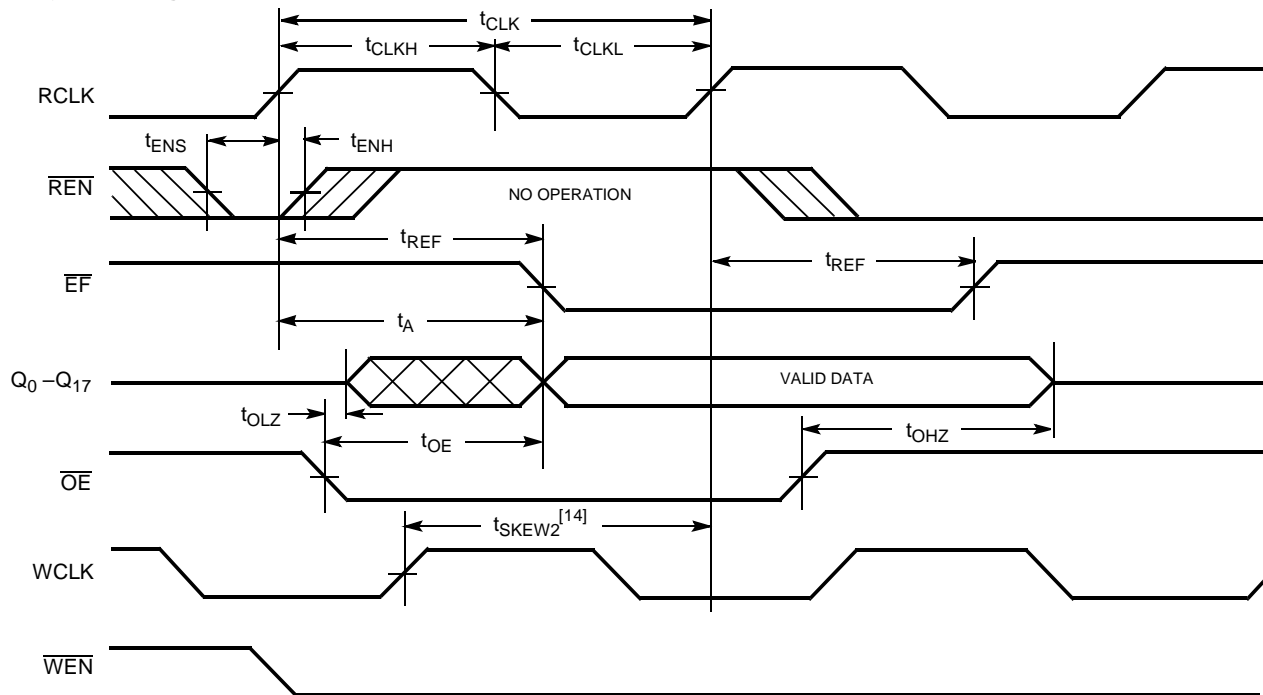 tCLK
tCLKH tCLKL
RCLK
tENS tENH
REN
NO OPERATION
tREF
tREF
EF
tA
Q0 –Q17
VALID DATA
tOLZ
tOE
tOHZ
OE
tSKEW2[14]
WCLK
WEN